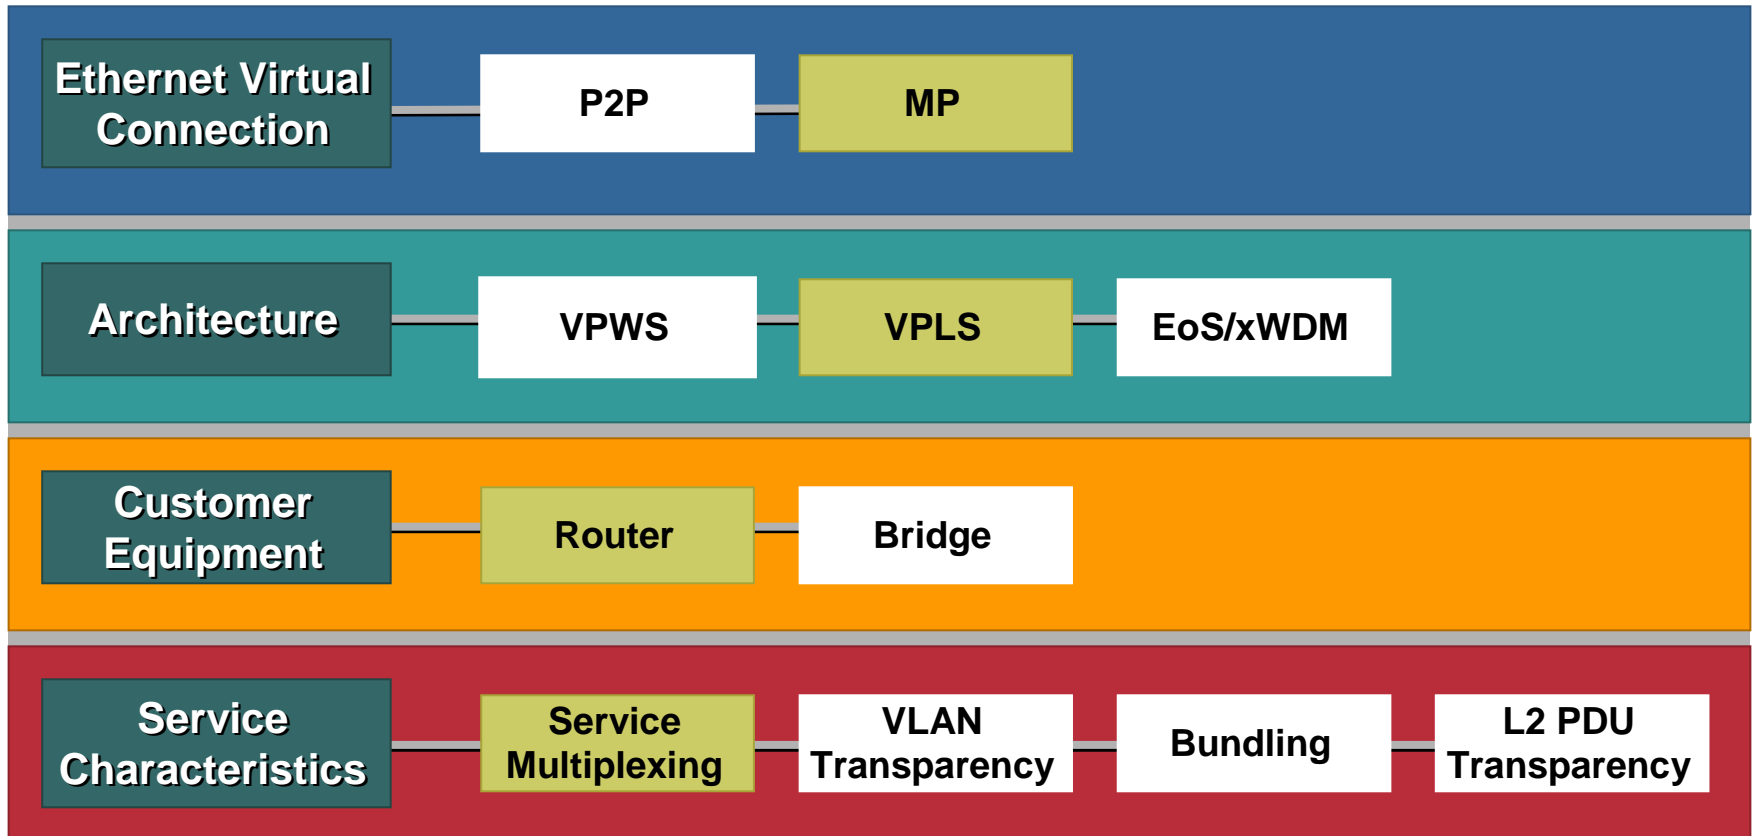 Ethernet Virtual
Connection
P2P
MP
Architecture
VPWS
VPLS
EoS/xWDM
Customer
Equipment
Router
Bridge
Service
Characteristics
Service
Multiplexing
VLAN
Transparency
Bundling
L2 PDU
Transparency